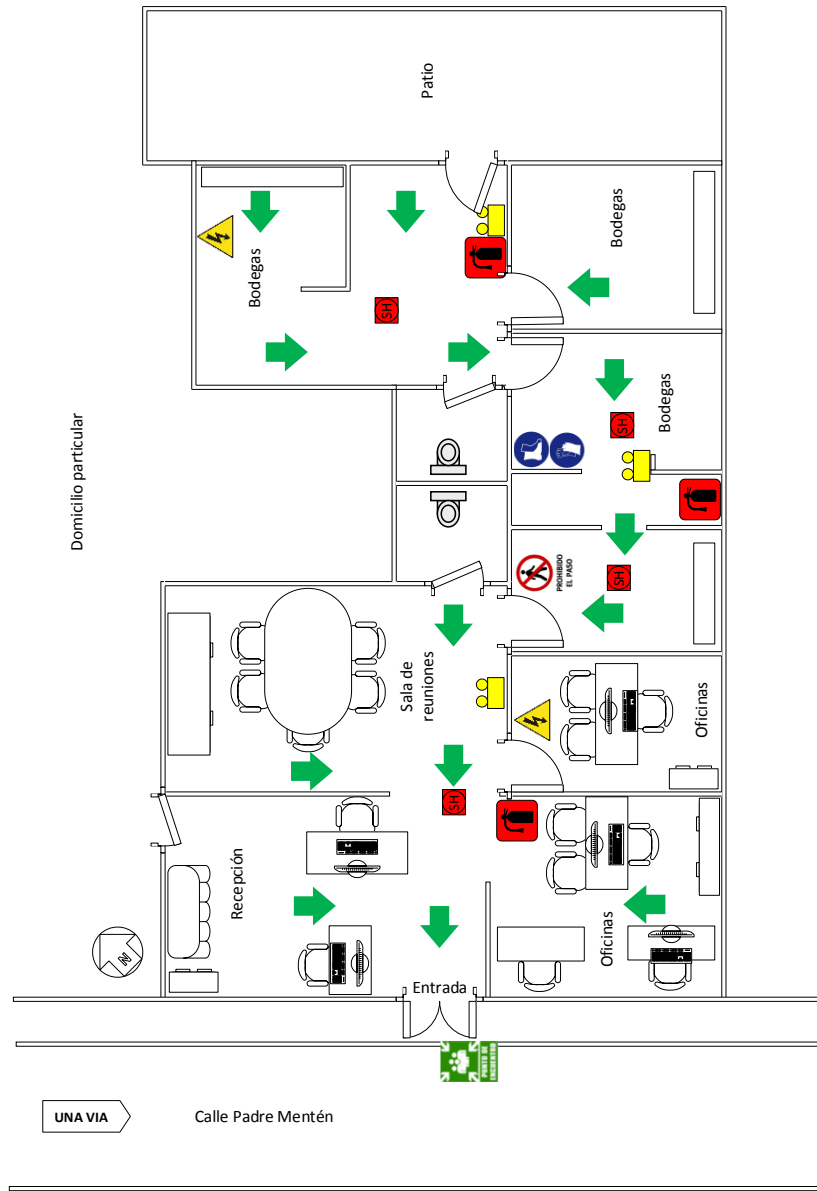 Patio
Bodegas
Bodegas
SH
Domicilio particular
SH
Bodegas
PROHIBIDO
EL PASO
SH
Sala de
reuniones
Oficinas
SH
Recepción
Oficinas
N
Entrada
PUNTO DE
ENCUENTRO
UNA VIA
Calle Padre Mentén